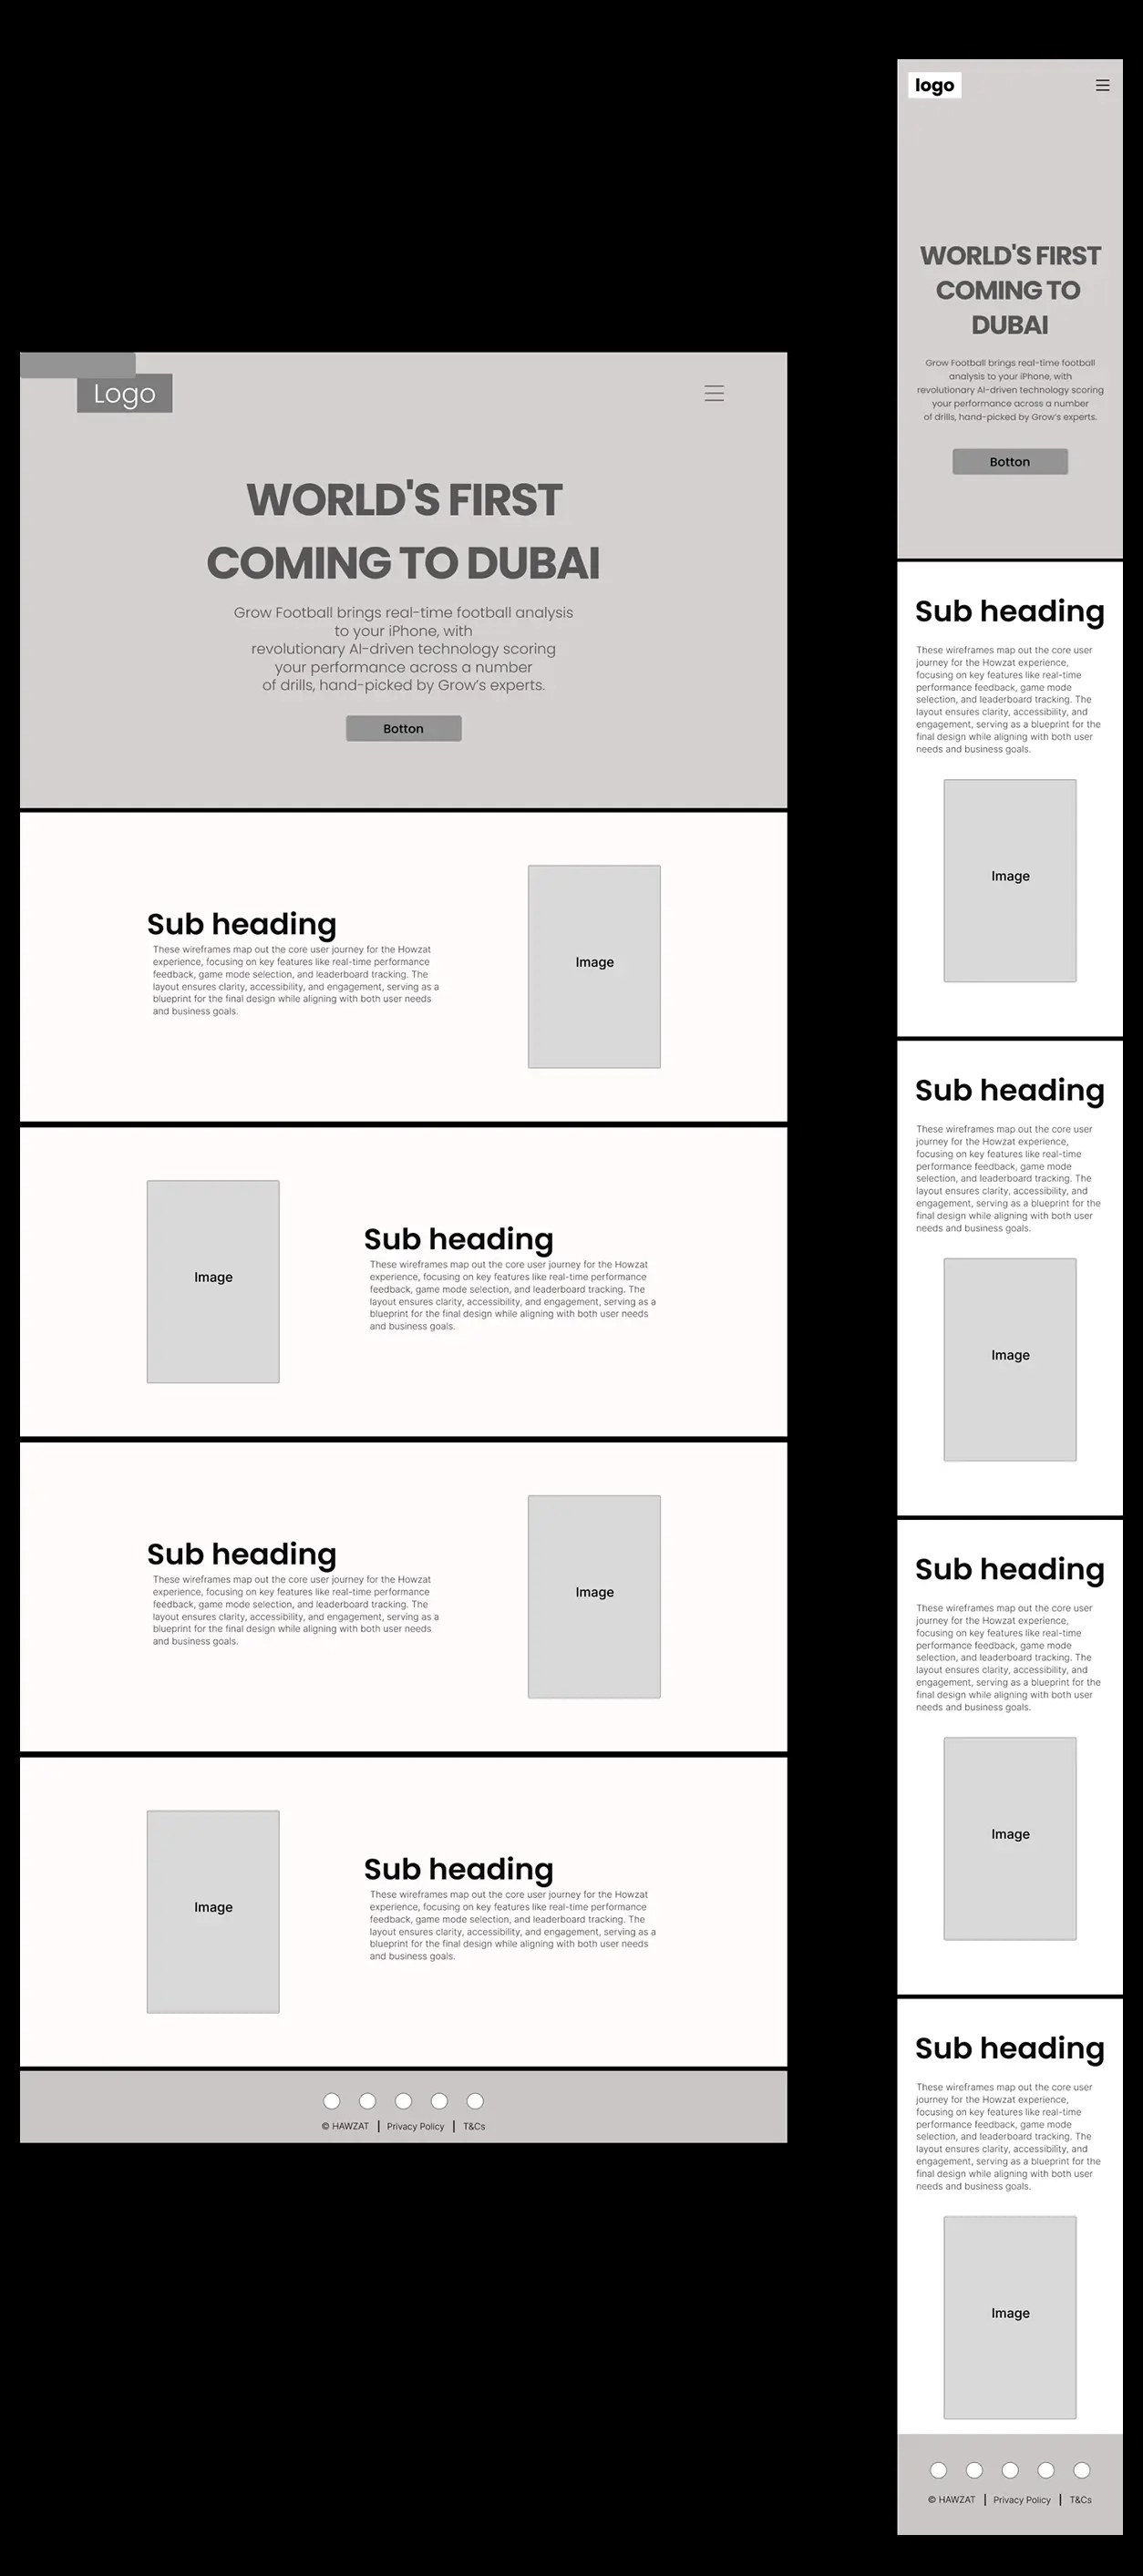 Logo
WORLD'S FIRST
COMING TO DUBAI
Grow Football brings real-time football analysis
to your iPhone, with
revolutionary AI-driven technology scoring
your performance across a number
of drills, hand-picked by Grow's experts.
Botton
Sub heading
These wireframes map out the core user journey for the Howzat
experience, focusing on key features like real-time performance
feedback, game mode selection, and leaderboard tracking. The
layout ensures clarity, accessibility, and engagement, serving as a
blueprint for the final design while aligning with both user needs
and business goals.
Image
Image
Sub heading
These wireframes map out the core user journey for the Howzat
experience, focusing on key features like real-time performance
feedback, game mode selection, and leaderboard tracking. The
layout ensures clarity, accessibility, and engagement, serving as a
blueprint for the final design while aligning with both user needs
and business goals.
Sub heading
These wireframes map out the core user journey for the Howzat
experience, focusing on key features like real-time performance
feedback, game mode selection, and leaderboard tracking. The
layout ensures clarity, accessibility, and engagement, serving as a
blueprint for the final design while aligning with both user needs
and business goals.
Image
Image
Sub heading
These wireframes map out the core user journey for the Howzat
experience, focusing on key features like real-time performance
feedback, game mode selection, and leaderboard tracking. The
layout ensures clarity, accessibility, and engagement, serving as a
blueprint for the final design while aligning with both user needs
and business goals.
© HAWZAT | Privacy Policy | T&Cs
logo
WORLD'S FIRST
COMING TO
DUBAI
Grow Football brings real-time football
analysis to your iPhone, with
revolutionary AI-driven technology scoring
your performance across a number
of drills, hand-picked by Grow's experts.
Botton
Sub heading
These wireframes map out the core user
journey for the Howzat experience,
focusing on key features like real-time
performance feedback, game mode
selection, and leaderboard tracking. The
layout ensures clarity, accessibility, and
engagement, serving as a blueprint for the
final design while aligning with both user
needs and business goals.
Image
Sub heading
These wireframes map out the core user
journey for the Howzat experience,
focusing on key features like real-time
performance feedback, game mode
selection, and leaderboard tracking. The
layout ensures clarity, accessibility, and
engagement, serving as a blueprint for the
final design while aligning with both user
needs and business goals.
Image
Sub heading
These wireframes map out the core user
journey for the Howzat experience,
focusing on key features like real-time
performance feedback, game mode
selection, and leaderboard tracking. The
layout ensures clarity, accessibility, and
engagement, serving as a blueprint for the
final design while aligning with both user
needs and business goals.
Image
Sub heading
These wireframes map out the core user
journey for the Howzat experience,
focusing on key features like real-time
performance feedback, game mode
selection, and leaderboard tracking. The
layout ensures clarity, accessibility, and
engagement, serving as a blueprint for the
final design while aligning with both user
needs and business goals.
Image
© HAWZAT | Privacy Policy | T&Cs